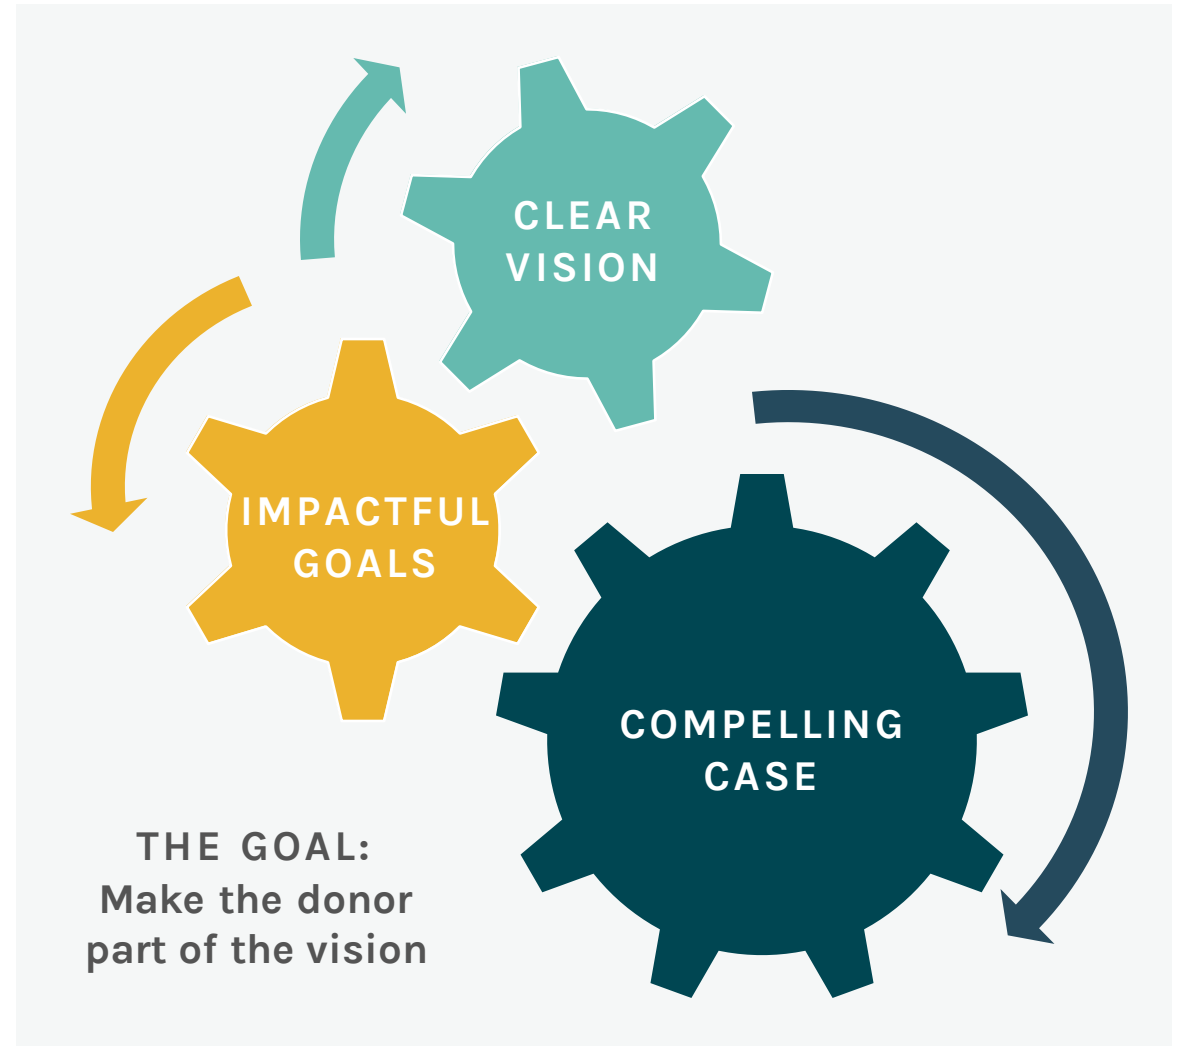 CLEAR
VISION
IMPACTFUL
GOALS
COMPELLING
CASE
THE GOAL:
Make the donor
part of the vision